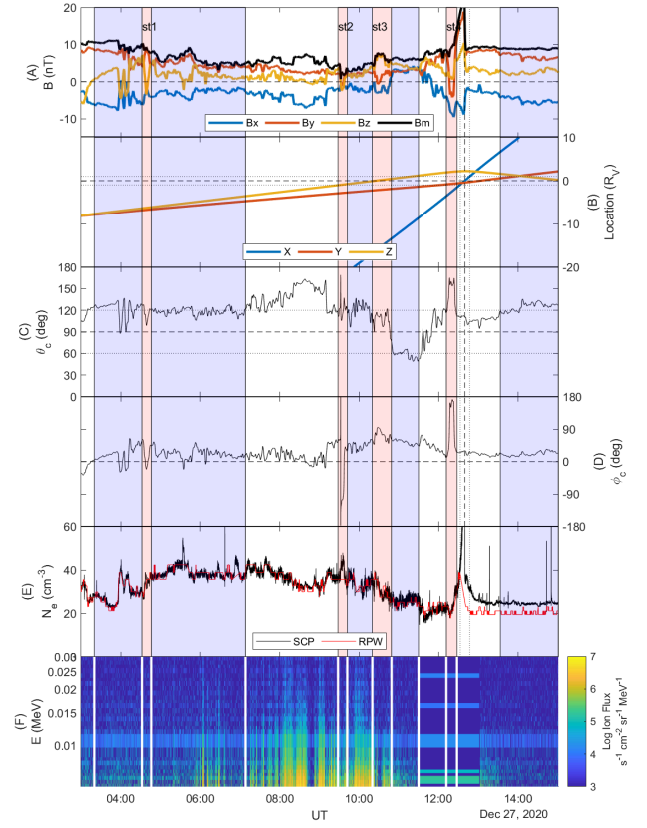 20
10
0
-10
(A)
B (nT)
st1
st2
st3
st4
Bx By Bz Bm
10
0
-10
-20
(B)
Location (R_V)
X Y Z
180
150
120
90
60
30
0
(C)
θ_c (deg)
180
90
0
-90
-180
(D)
ϕ_c (deg)
60
40
20
(E)
N_e (cm⁻³)
SCP RPW
0.03
0.025
0.02
0.015
0.01
(F)
E (MeV)
7
6
5
4
3
Log Ion Flux
s⁻¹ cm⁻² sr⁻¹ MeV⁻¹
04:00 06:00 08:00 10:00 12:00 14:00
UT
Dec 27, 2020